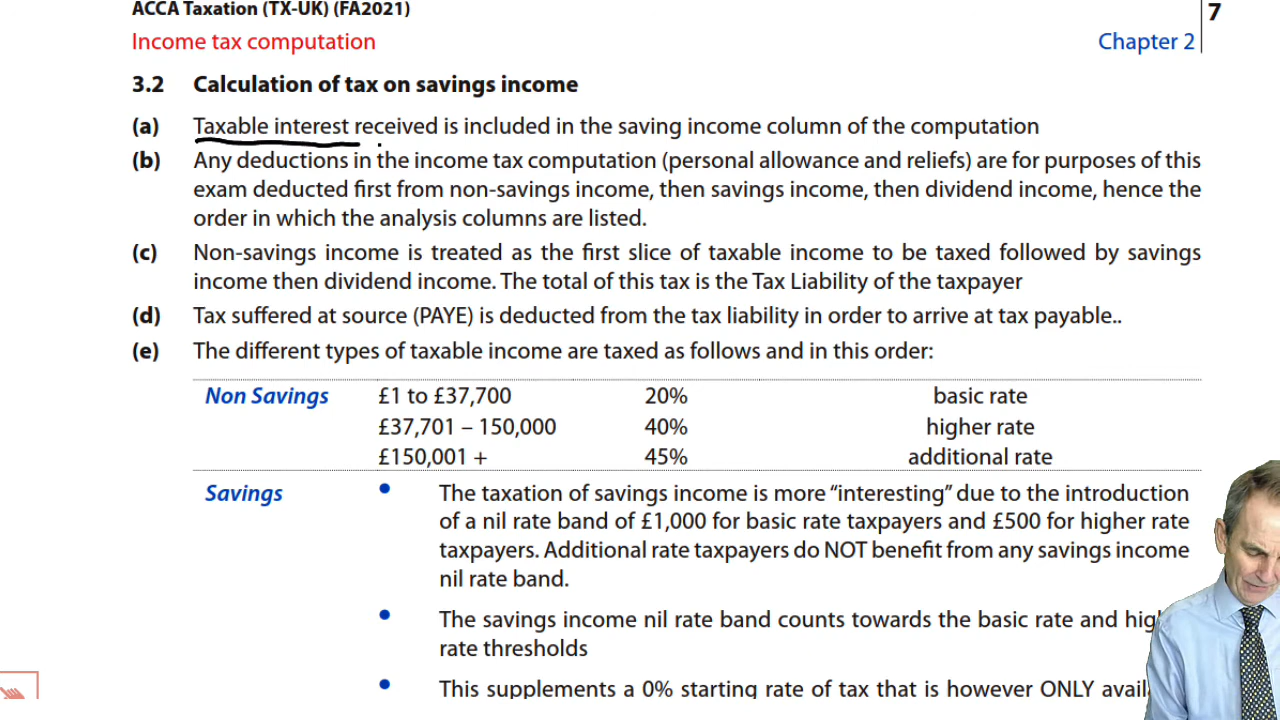 ACCA Taxation (TX-UK) (FA2021)
7
Income tax computation
Chapter 2
3.2 Calculation of tax on savings income
(a) Taxable interest received is included in the saving income column of the computation
(b) Any deductions in the income tax computation (personal allowance and reliefs) are for purposes of this
exam deducted first from non-savings income, then savings income, then dividend income, hence the
order in which the analysis columns are listed.
(c) Non-savings income is treated as the first slice of taxable income to be taxed followed by savings
income then dividend income. The total of this tax is the Tax Liability of the taxpayer
(d) Tax suffered at source (PAYE) is deducted from the tax liability in order to arrive at tax payable..
(e) The different types of taxable income are taxed as follows and in this order:
Non Savings £1 to £37,700 20% basic rate
£37,701 – 150,000 40% higher rate
£150,001 + 45% additional rate
Savings • The taxation of savings income is more “interesting” due to the introduction
of a nil rate band of £1,000 for basic rate taxpayers and £500 for higher rate
taxpayers. Additional rate taxpayers do NOT benefit from any savings income
nil rate band.
• The savings income nil rate band counts towards the basic rate and
rate thresholds
• This supplements a 0% starting rate of tax that is however ONLY